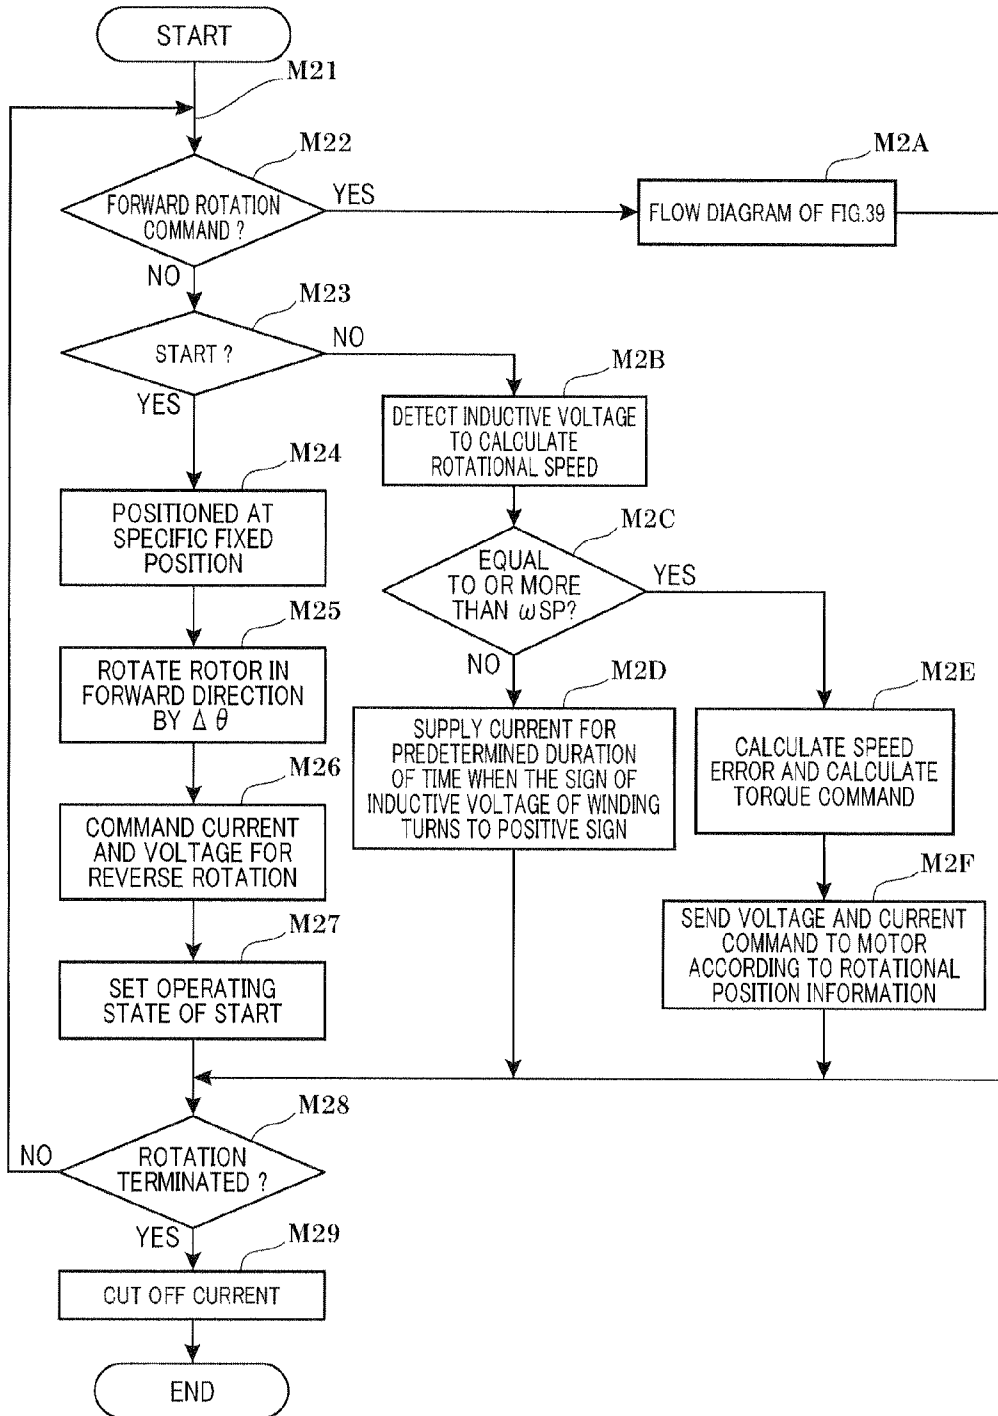 START
M21
M22
FORWARD ROTATION
COMMAND ?
YES
M2A
FLOW DIAGRAM OF FIG.39
NO
M23
START ?
NO
YES
M2B
DETECT INDUCTIVE VOLTAGE
TO CALCULATE
ROTATIONAL SPEED
M24
POSITIONED AT
SPECIFIC FIXED
POSITION
M2C
EQUAL
TO OR MORE
THAN ωSP?
YES
NO
M25
ROTATE ROTOR IN
FORWARD DIRECTION
BY Δ θ
M2D
SUPPLY CURRENT FOR
PREDETERMINED DURATION
OF TIME WHEN THE SIGN OF
INDUCTIVE VOLTAGE OF WINDING
TURNS TO POSITIVE SIGN
M2E
CALCULATE SPEED
ERROR AND CALCULATE
TORQUE COMMAND
M26
COMMAND CURRENT
AND VOLTAGE FOR
REVERSE ROTATION
M2F
SEND VOLTAGE AND CURRENT
COMMAND TO MOTOR
ACCORDING TO ROTATIONAL
POSITION INFORMATION
M27
SET OPERATING
STATE OF START
M28
ROTATION
TERMINATED ?
NO
YES
M29
CUT OFF CURRENT
END